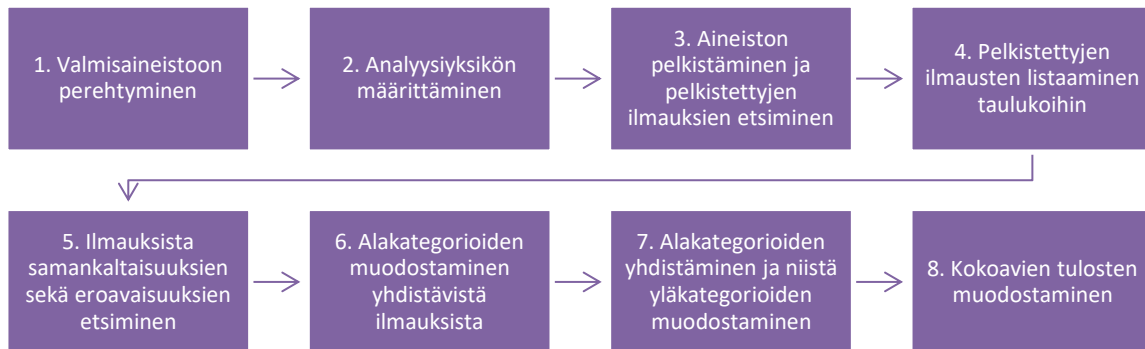 1. Valmisaineistoon
perehtyminen
2. Analyysiyksikön
määrittäminen
3. Aineiston
pelkistäminen ja
pelkistettyjen
ilmauksien etsiminen
4. Pelkistettyjen
ilmausten listaaminen
taulukoihin
5. Ilmauksista
samankaltaisuuksien
sekä eroavaisuuksien
etsiminen
6. Alakategorioiden
muodostaminen
yhdistävistä
ilmauksista
7. Alakategorioiden
yhdistäminen ja niistä
yläkategorioiden
muodostaminen
8. Kokoavien tulosten
muodostaminen